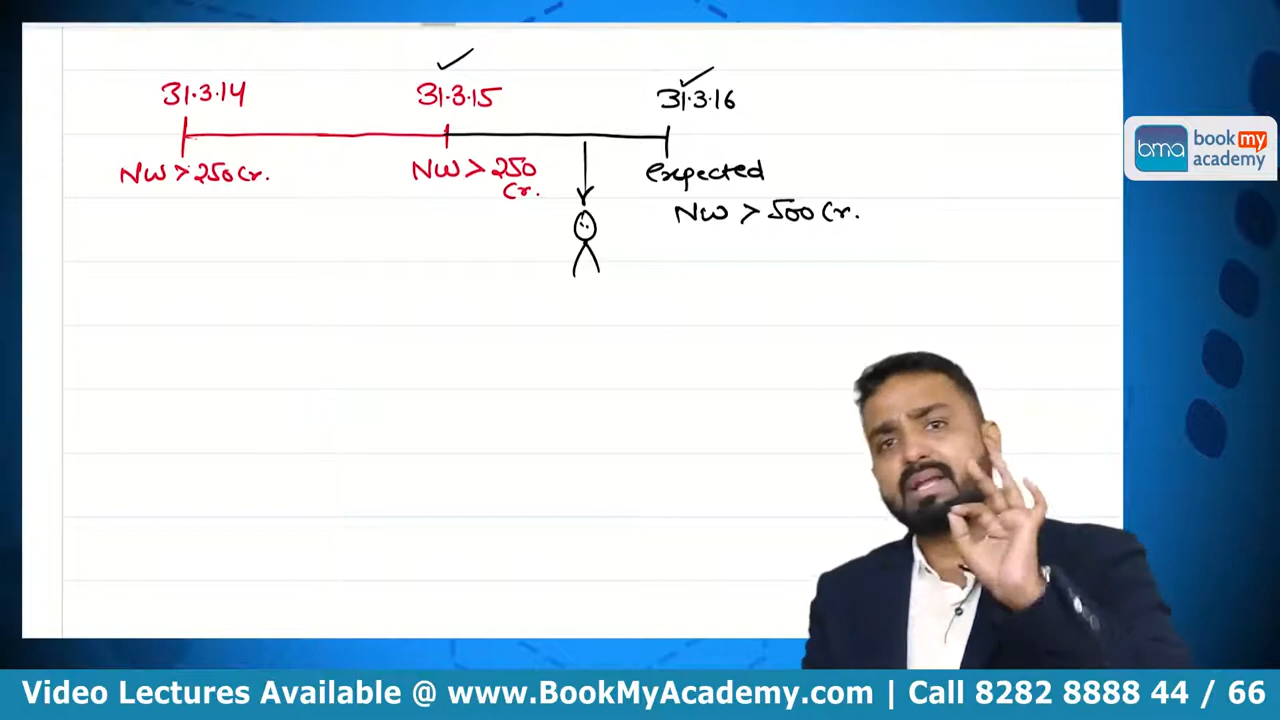 31.3.14
31.3.15
31.3.16
NW > 250 Cr.
NW > 250
Cr.
expected
NW > 500 Cr.
bma
book my
academy
Video Lectures Available @ www.BookMyAcademy.com | Call 8282 8888 44 / 66